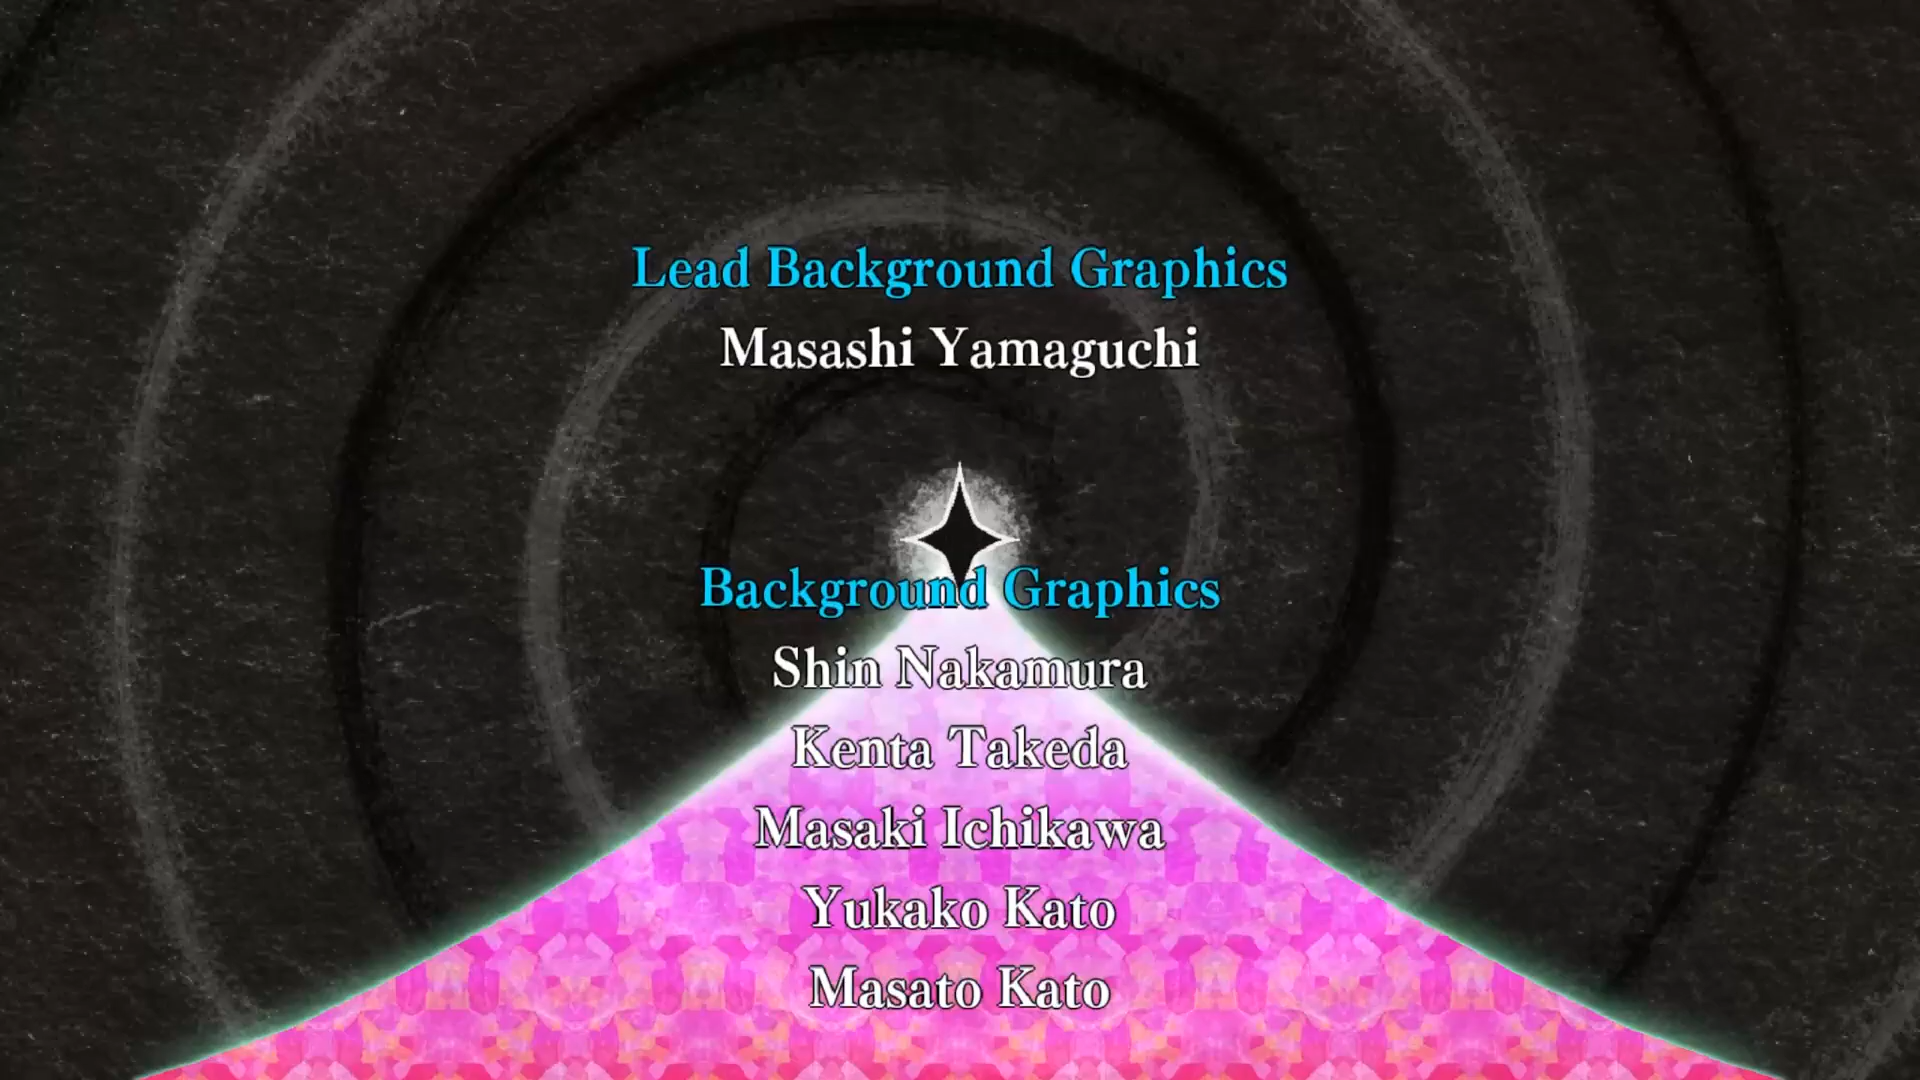 Lead Background Graphics
Masashi Yamaguchi
Background Graphics
Shin Nakamura
Kenta Takeda
Masaki Ichikawa
Yukako Kato
Masato Kato